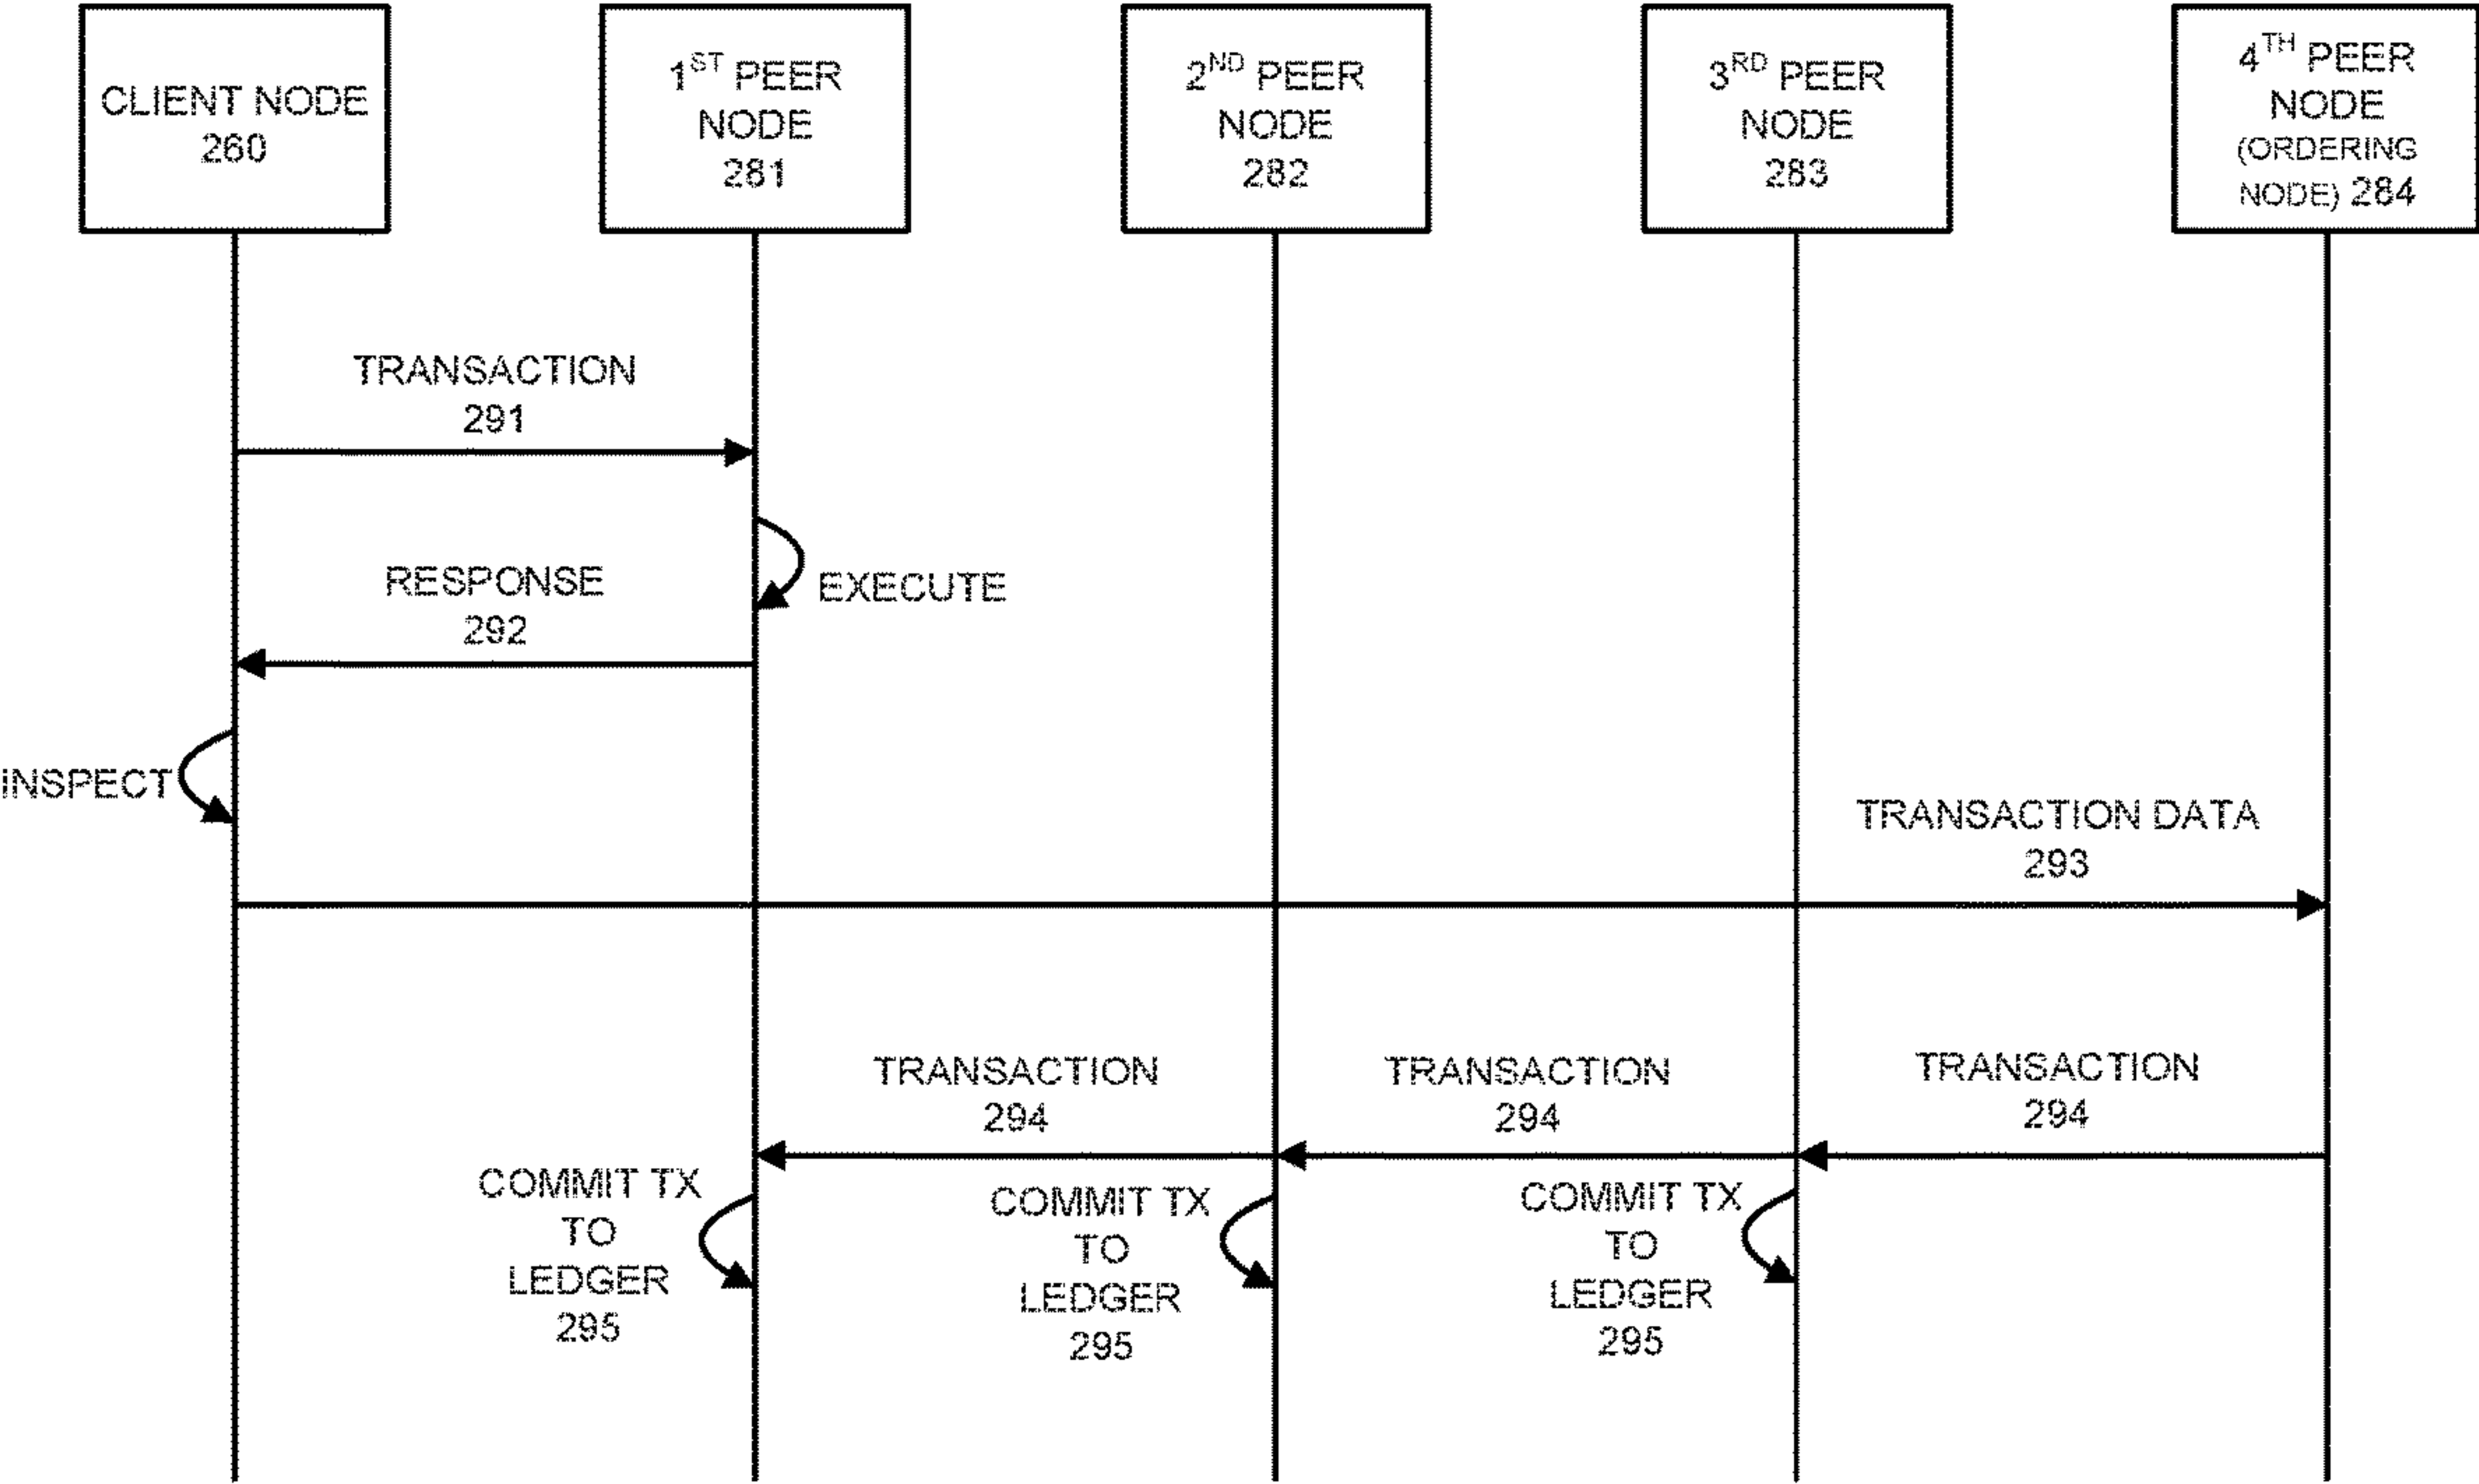 CLIENT NODE
260
1ST PEER
NODE
281
2ND PEER
NODE
282
3RD PEER
NODE
283
4TH PEER
NODE
(ORDERING
NODE) 284
TRANSACTION
291
EXECUTE
RESPONSE
292
INSPECT
TRANSACTION DATA
293
TRANSACTION
294
TRANSACTION
294
TRANSACTION
294
COMMIT TX
TO
LEDGER
295
COMMIT TX
TO
LEDGER
295
COMMIT TX
TO
LEDGER
295